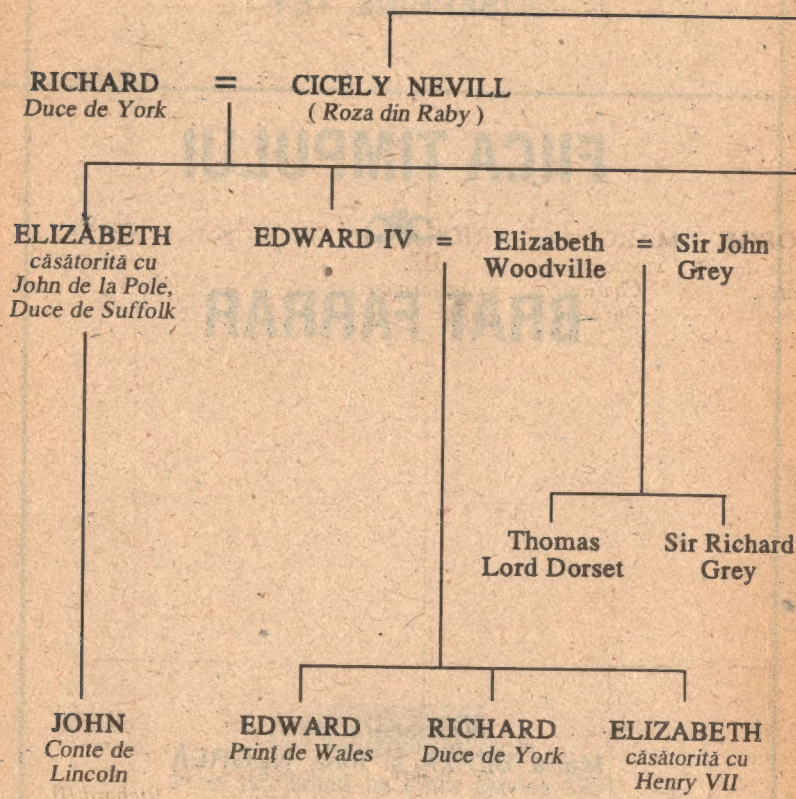 RICHARD = CICELY NEVILL
Duce de York ( Roza din Raby )
ELIZABETH EDWARD IV = Elizabeth = Sir John
căsătorită cu Woodville Grey
John de la Pole,
Duce de Suffolk
Thomas Sir Richard
Lord Dorset Grey
JOHN EDWARD RICHARD ELIZABETH
Conte de Prinţ de Wales Duce de York căsătorită cu
Lincoln Henry VII